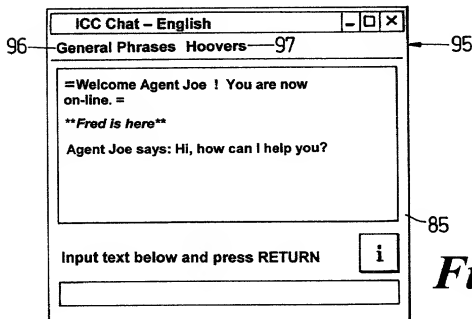 ICC Chat – English
96 General Phrases Hoovers 97 95
=Welcome Agent Joe ! You are now
on-line. =
**Fred is here**
Agent Joe says: Hi, how can I help you?
85
Input text below and press RETURN i